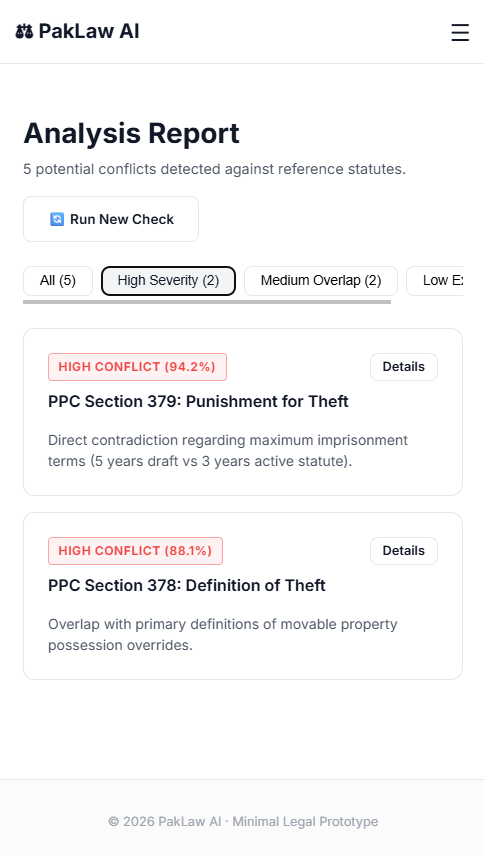 PakLaw AI
Analysis Report
5 potential conflicts detected against reference statutes.
Run New Check
All (5)
High Severity (2)
Medium Overlap (2)
Low Ex
HIGH CONFLICT (94.2%)
Details
PPC Section 379: Punishment for Theft
Direct contradiction regarding maximum imprisonment
terms (5 years draft vs 3 years active statute).
HIGH CONFLICT (88.1%)
Details
PPC Section 378: Definition of Theft
Overlap with primary definitions of movable property
possession overrides.
© 2026 PakLaw AI · Minimal Legal Prototype